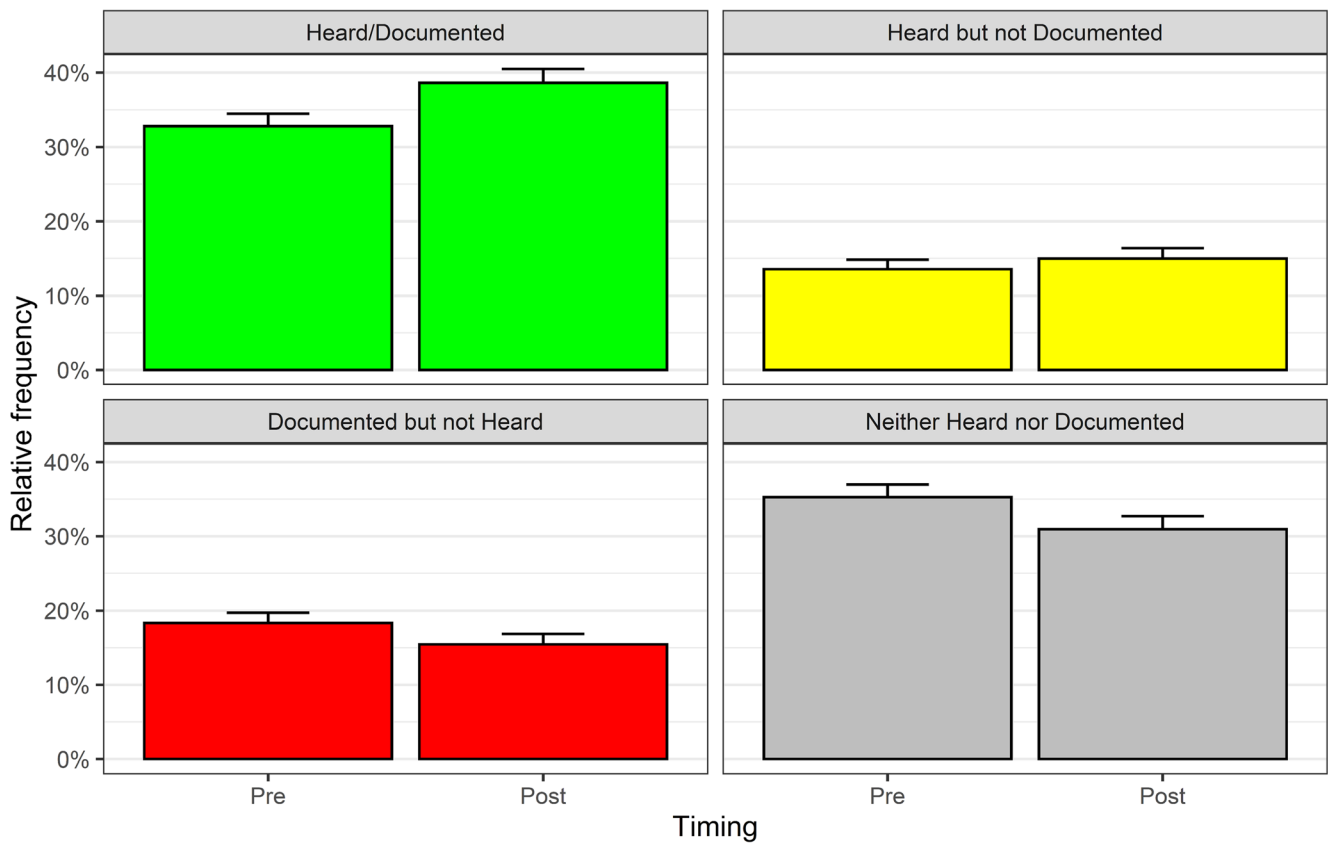 Heard/Documented
Heard but not Documented
40%
30%
20%
10%
0%
Documented but not Heard
Neither Heard nor Documented
40%
30%
20%
10%
0%
Relative frequency
Pre
Post
Pre
Post
Timing